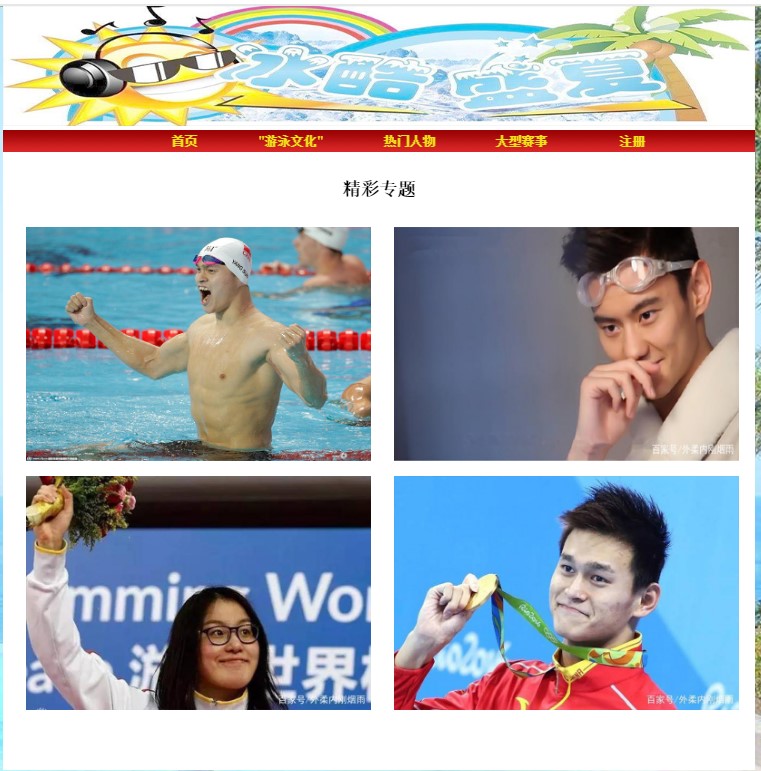 冰酷 盛夏
首页 "游泳文化" 热门人物 大型赛事 注册
精彩专题
百家号/外柔内刚烟雨
mming Wor
游 世界杯
百家号/外柔内刚烟雨
Rio2016
百家号/外柔内刚烟雨